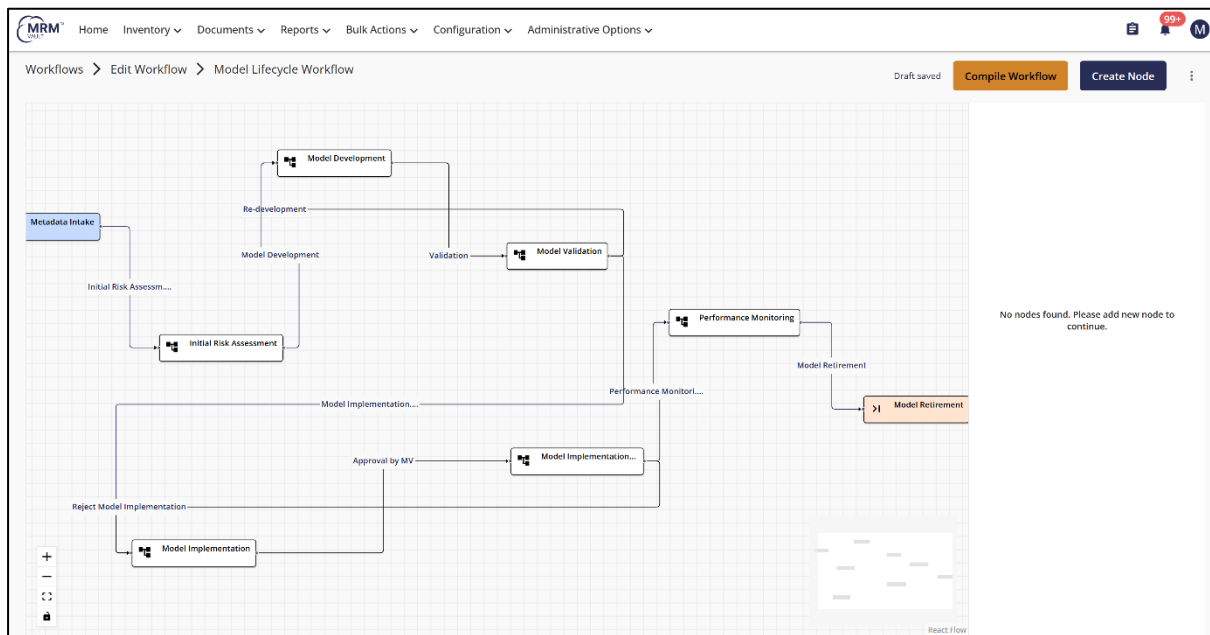 MRM™
VAULT
Home
Inventory
Documents
Reports
Bulk Actions
Configuration
Administrative Options
99+
M
Workflows > Edit Workflow > Model Lifecycle Workflow
Draft saved
Compile Workflow
Create Node
Model Development
Re-development
Metadata Intake
Model Development
Validation
Model Validation
Initial Risk Assessm....
Initial Risk Assessment
Performance Monitoring
No nodes found. Please add new node to
continue.
Model Retirement
Performance Monitori....
Model Implementation....
Model Retirement
Approval by MV
Model Implementation...
Reject Model Implementation
Model Implementation
React Flow